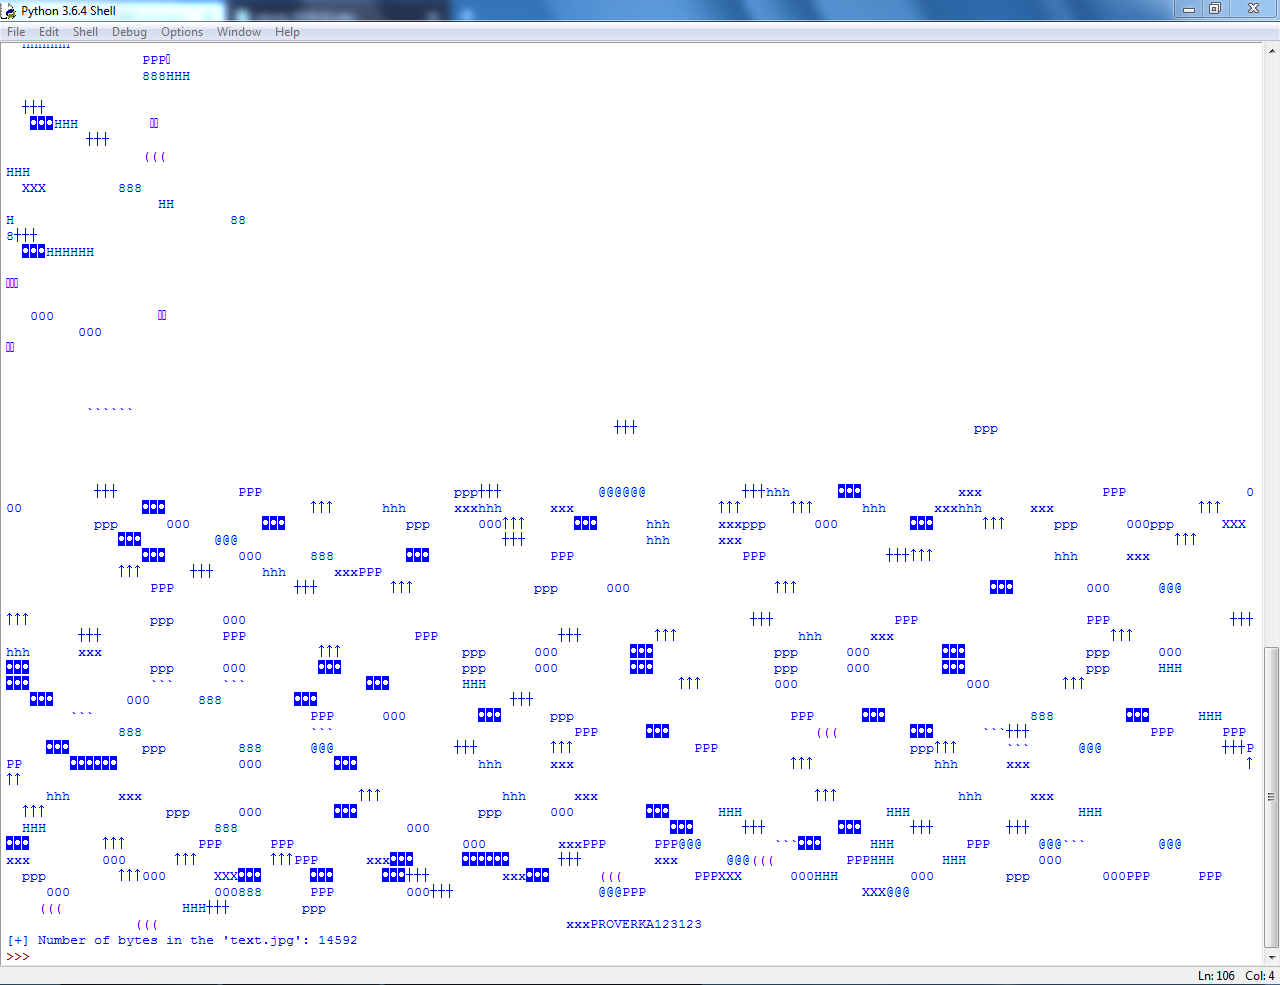 Python 3.6.4 Shell
File Edit Shell Debug Options Window Help
PPP
888HHH
┼┼┼
◘◘◘HHH
┼┼┼
(((
HHH
XXX 888
HH
H 88
8┼┼┼
◘◘◘HHHHHH
000
000
``````
┼┼┼ ppp
┼┼┼ PPP ppp┼┼┼ @@@@@@ ┼┼┼hhh ◘◘◘ xxx PPP 0
00 ◘◘◘ ↑↑↑ hhh xxxhhh xxx ↑↑↑ ↑↑↑ hhh xxxhhh xxx ↑↑↑
ppp 000 ◘◘◘ ppp 000↑↑↑ ◘◘◘ hhh xxxppp 000 ◘◘◘ ↑↑↑ ppp 000ppp XXX
◘◘◘ @@@ ┼┼┼ hhh xxx ↑↑↑
◘◘◘ 000 888 ◘◘◘ PPP PPP ┼┼┼↑↑↑ hhh xxx
↑↑↑ ┼┼┼ hhh xxxPPP
PPP ┼┼┼ ↑↑↑ ppp 000 ↑↑↑ ◘◘◘ 000 @@@
↑↑↑ ppp 000 ┼┼┼ PPP PPP ┼┼┼
┼┼┼ PPP PPP ┼┼┼ ↑↑↑ hhh xxx ↑↑↑
hhh xxx ↑↑↑ ppp 000 ◘◘◘ ppp 000 ◘◘◘ ppp 000
◘◘◘ ppp 000 ◘◘◘ ppp 000 ◘◘◘ ppp 000 ◘◘◘ ppp HHH
◘◘◘ ``` ``` ◘◘◘ HHH ↑↑↑ 000 000 ↑↑↑
◘◘◘ 000 888 ◘◘◘ ┼┼┼
``` PPP 000 ◘◘◘ ppp PPP ◘◘◘ 888 ◘◘◘ HHH
888 ``` PPP ◘◘◘ ((( ◘◘◘ ```┼┼┼ PPP PPP
◘◘◘ ppp 888 @@@ ┼┼┼ ↑↑↑ PPP ppp↑↑↑ ``` @@@ ┼┼┼P
PP ◘◘◘◘◘◘ 000 ◘◘◘ hhh xxx ↑↑↑ hhh xxx ↑
↑↑
hhh xxx ↑↑↑ hhh xxx ↑↑↑ hhh xxx
↑↑↑ ppp 000 ◘◘◘ ppp 000 ◘◘◘ HHH HHH HHH
HHH 888 000 ◘◘◘ ┼┼┼ ◘◘◘ ┼┼┼ ┼┼┼
◘◘◘ ↑↑↑ PPP PPP 000 xxxPPP PPP@@@ ```◘◘◘ HHH PPP @@@``` @@@
xxx 000 ↑↑↑ ↑↑↑PPP xxx◘◘◘ ◘◘◘◘◘◘ ┼┼┼ xxx @@@((( PPPHHH HHH 000
ppp ↑↑↑000 XXX◘◘◘ ◘◘◘ ◘◘◘┼┼┼ xxx◘◘◘ ((( PPPXXX 000HHH 000 ppp 000PPP PPP
000 000888 PPP 000┼┼┼ @@@PPP XXX@@@
((( HHH┼┼┼ ppp
((( xxxPROVERKA123123
[+] Number of bytes in the 'text.jpg': 14592
>>>
Ln: 106 Col: 4